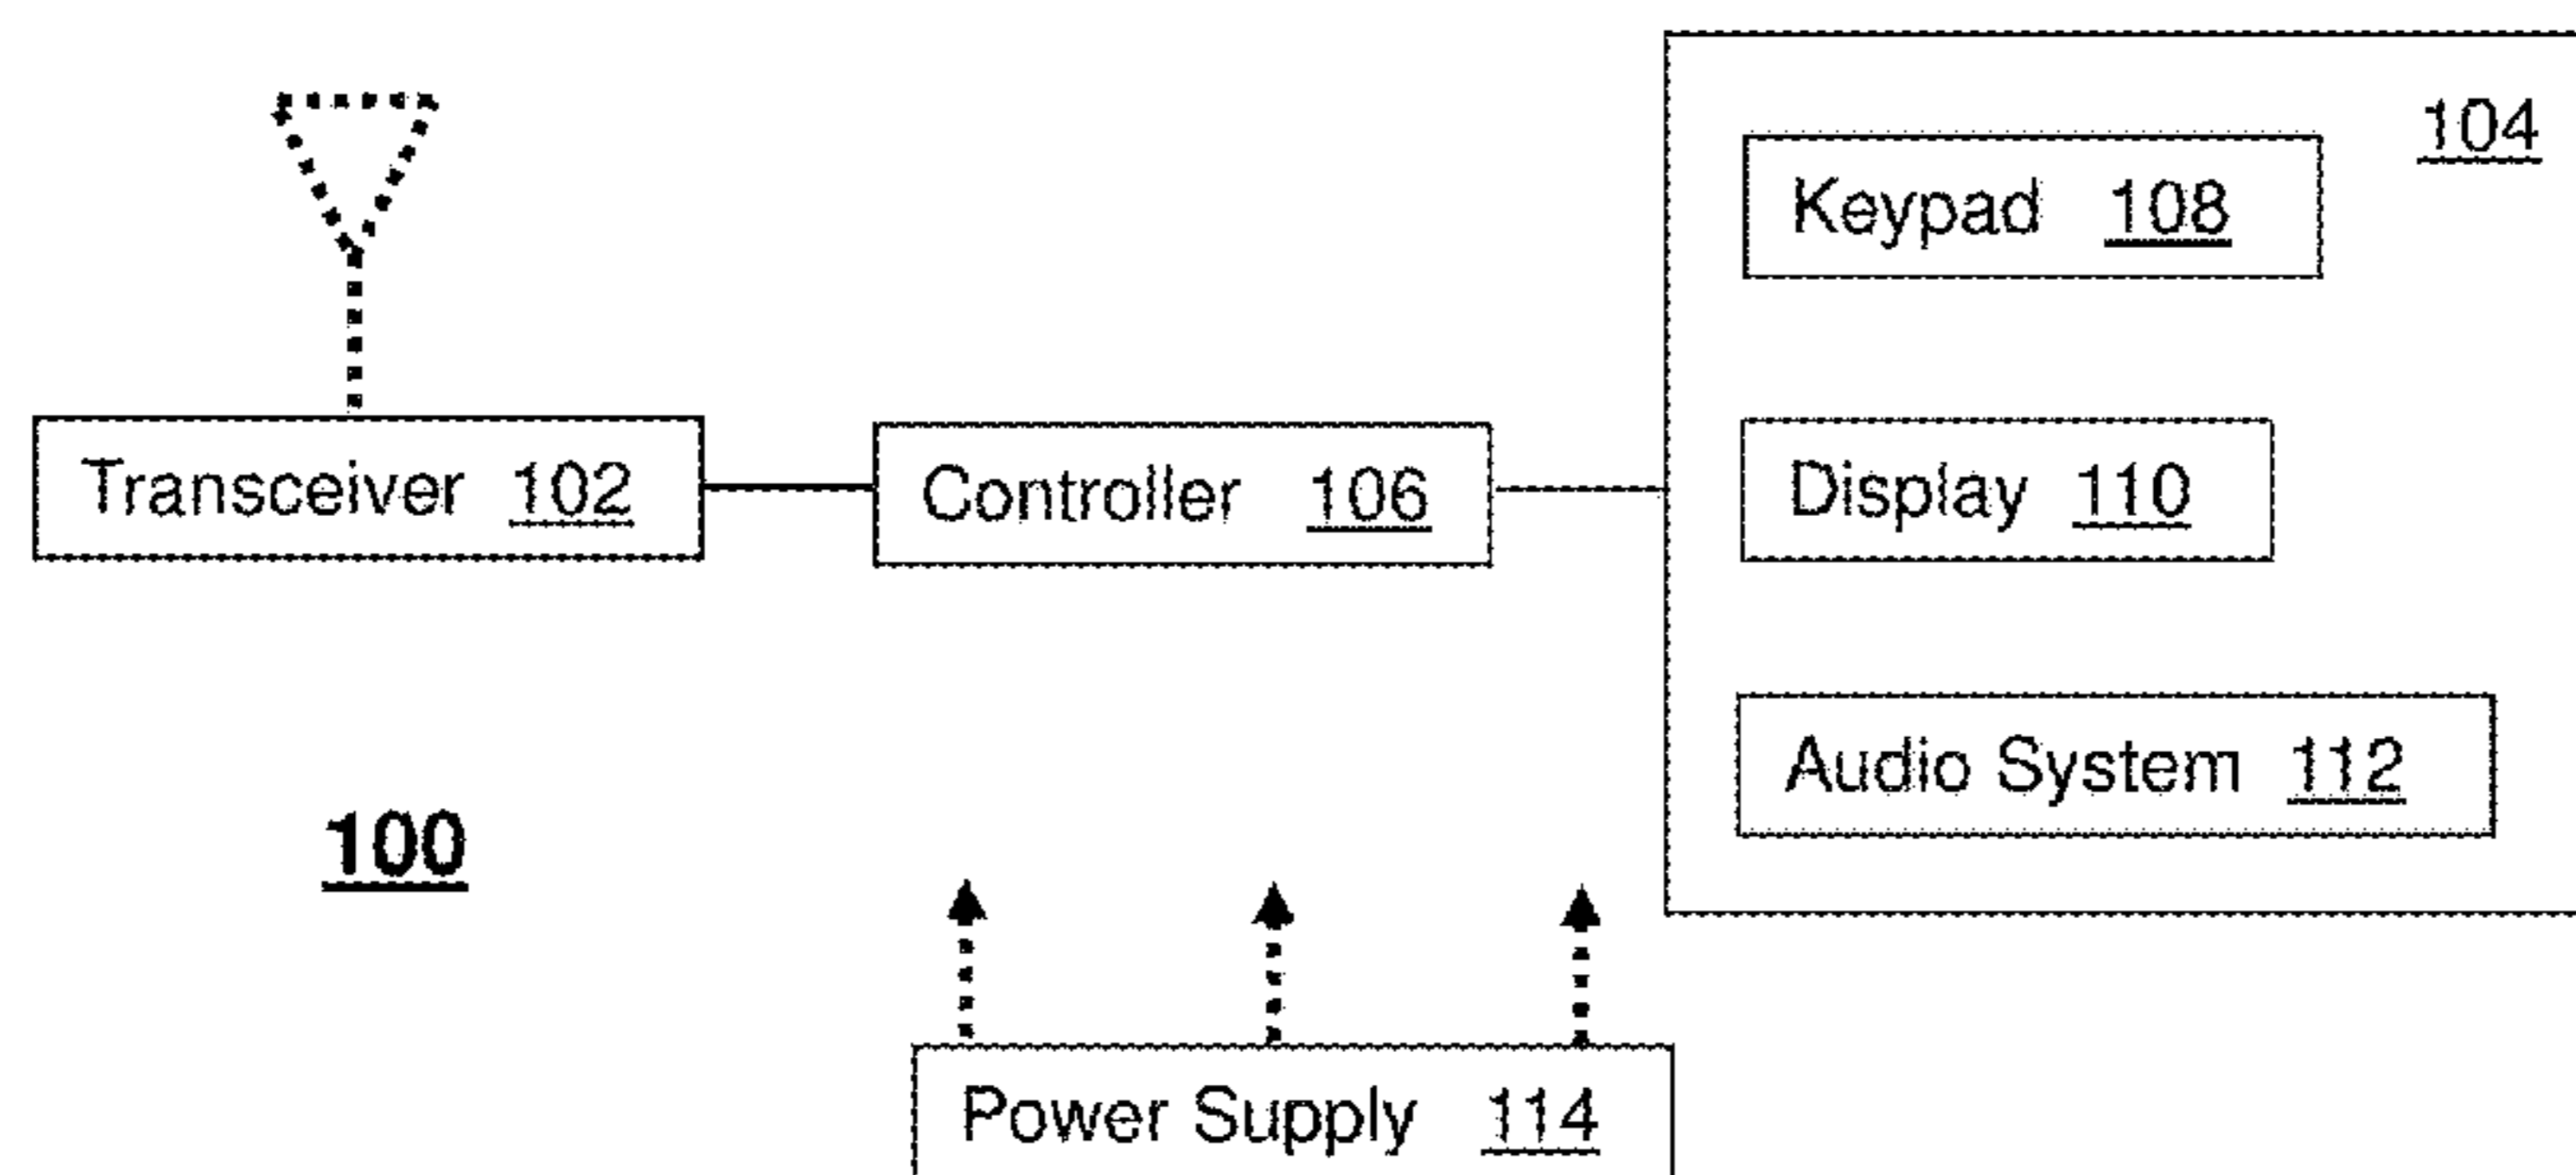 104
Keypad 108
Transceiver 102
Controller 106
Display 110
Audio System 112
100
Power Supply 114